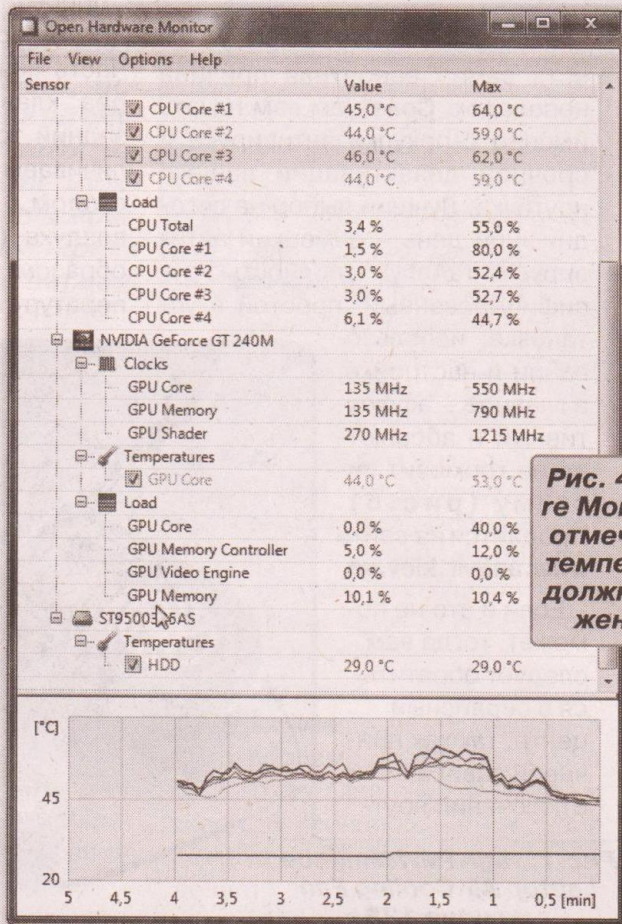 Open Hardware Monitor
File View Options Help
Sensor Value Max
CPU Core #1 45,0 °C 64,0 °C
CPU Core #2 44,0 °C 59,0 °C
CPU Core #3 46,0 °C 62,0 °C
CPU Core #4 44,0 °C 59,0 °C
Load
CPU Total 3,4 % 55,0 %
CPU Core #1 1,5 % 80,0 %
CPU Core #2 3,0 % 52,4 %
CPU Core #3 3,0 % 52,7 %
CPU Core #4 6,1 % 44,7 %
NVIDIA GeForce GT 240M
Clocks
GPU Core 135 MHz 550 MHz
GPU Memory 135 MHz 790 MHz
GPU Shader 270 MHz 1215 MHz
Temperatures
GPU Core 44,0 °C 53,0 °C
Load
GPU Core 0,0 % 40,0 %
GPU Memory Controller 5,0 % 12,0 %
GPU Video Engine 0,0 % 0,0 %
GPU Memory 10,1 % 10,4 %
Temperatures
HDD 29,0 °C 29,0 °C
Рис. 4
re Mon
отмеч
темпе
должн
жен
[°C]
45
20
5 4,5 4 3,5 3 2,5 2 1,5 1 0,5 [min]